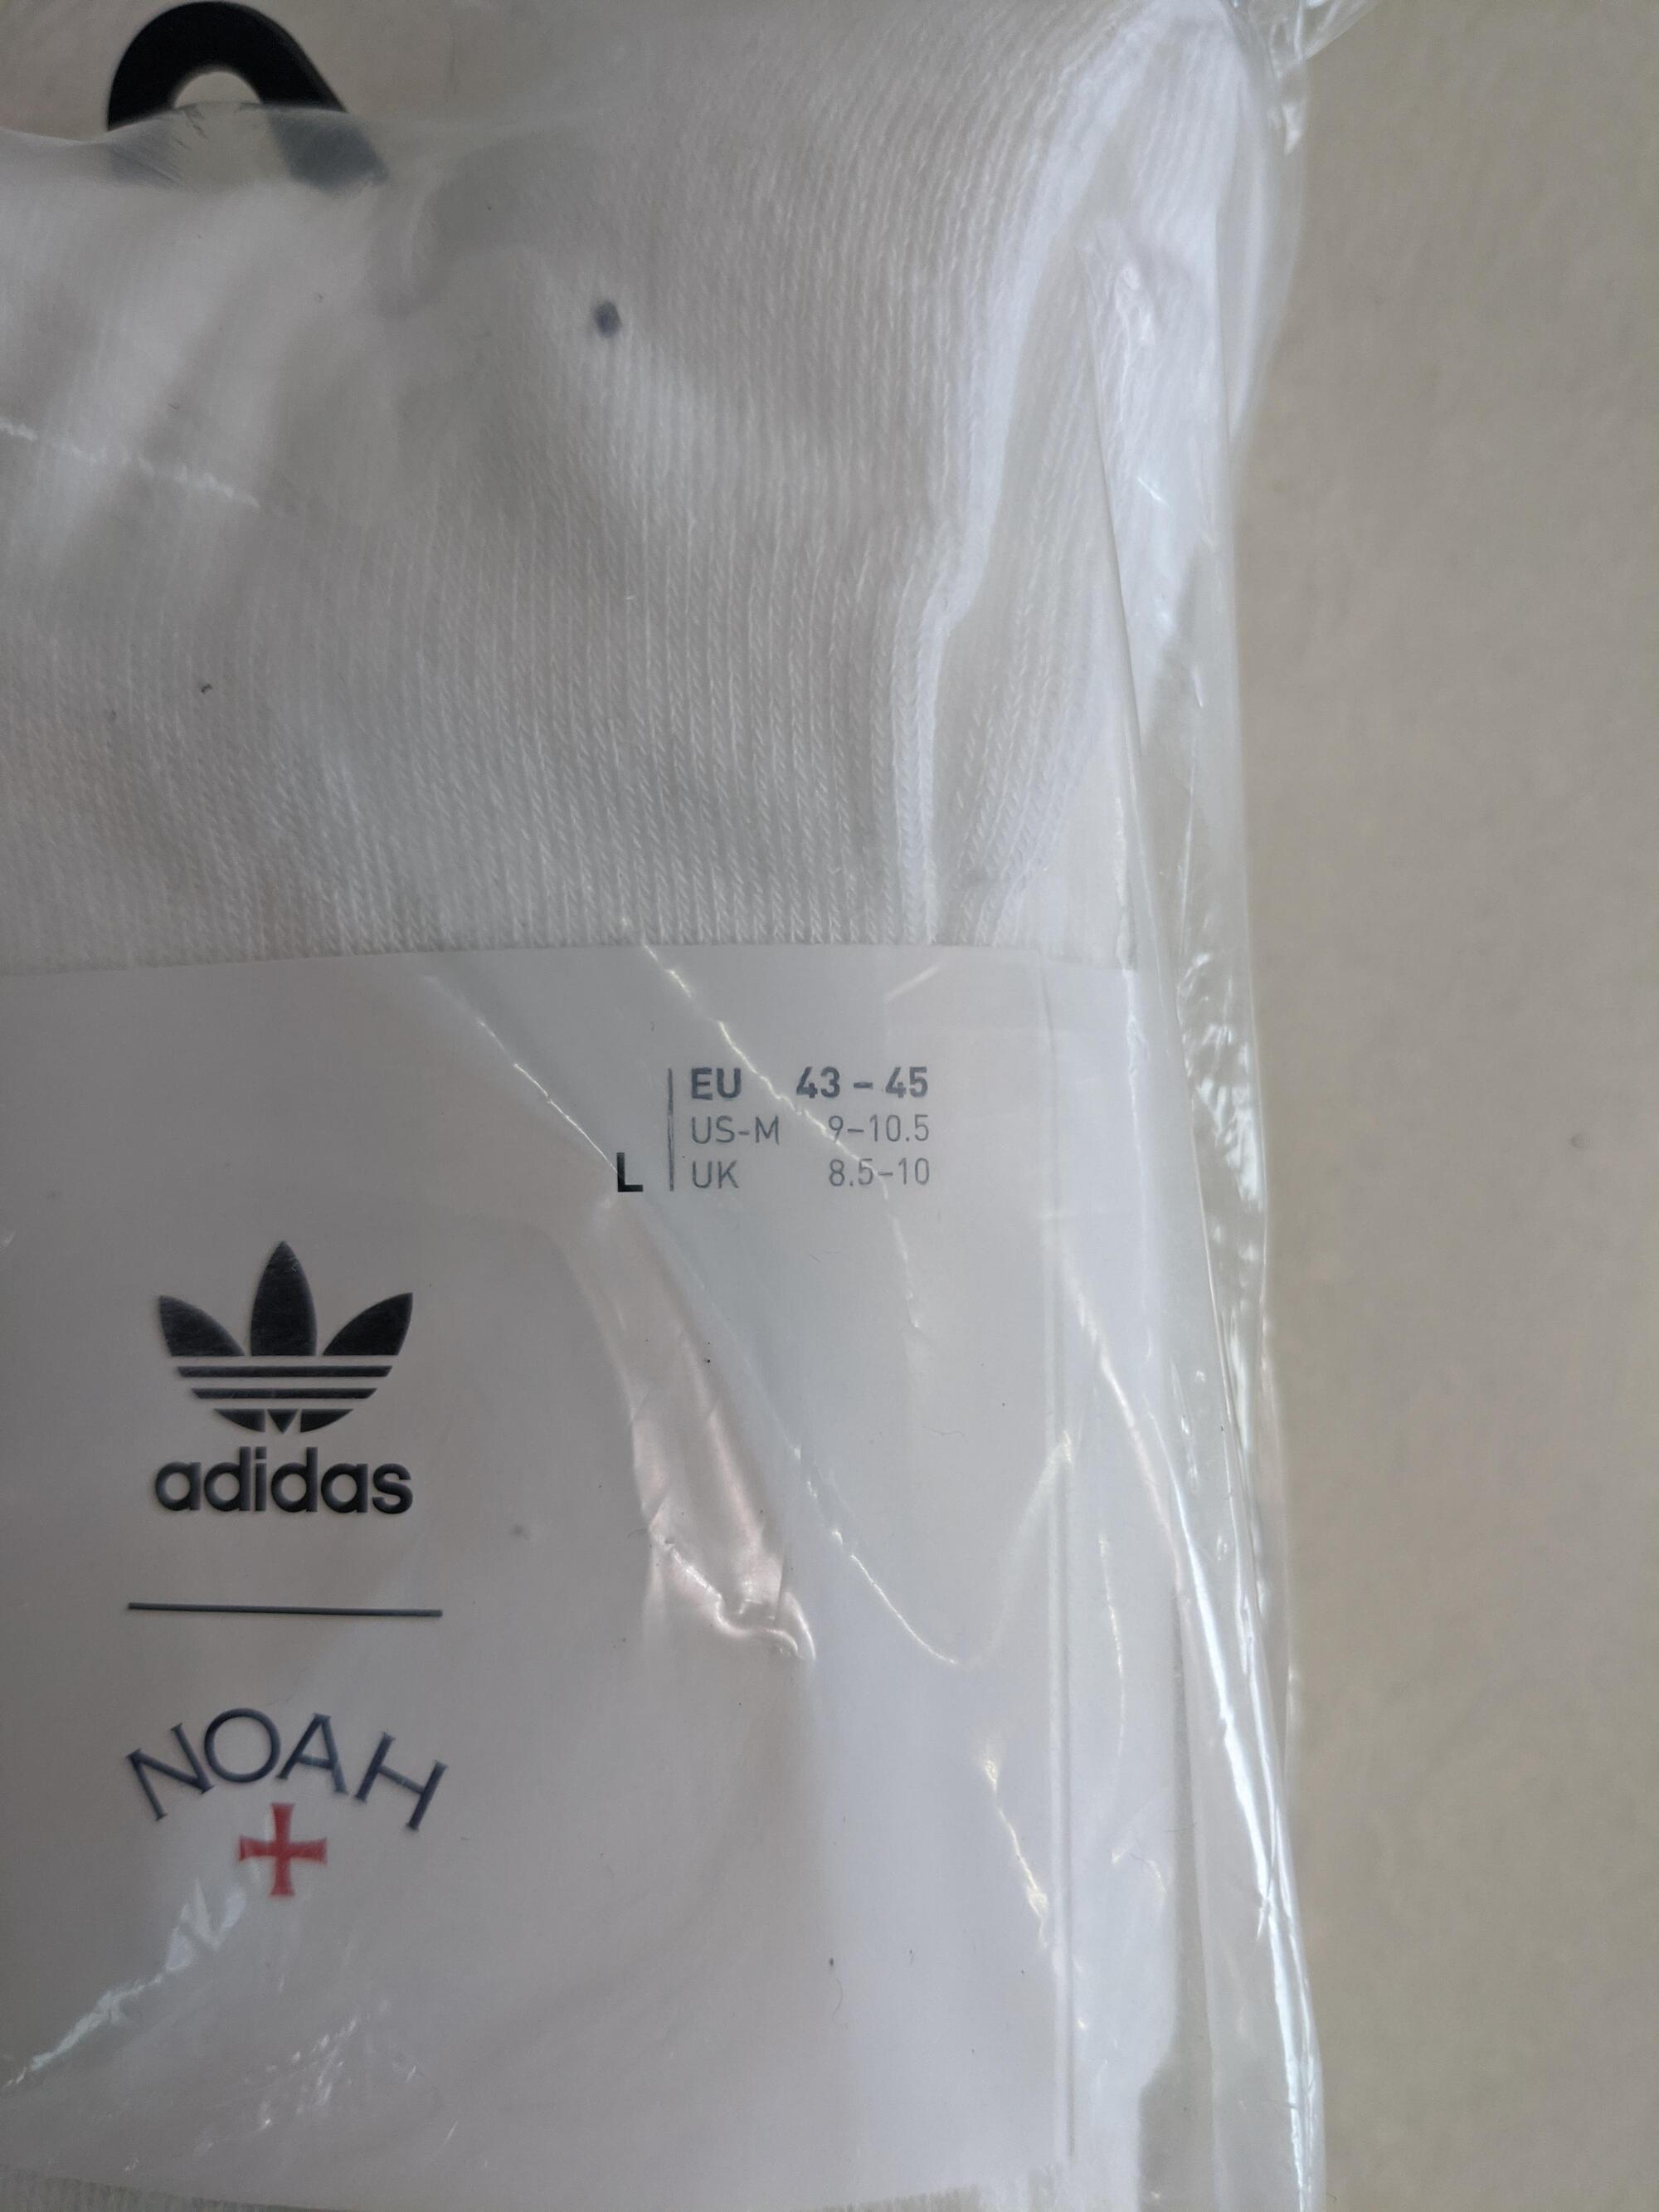 EU 43 – 45
US-M 9–10.5
L UK 8.5–10
adidas
NOAH